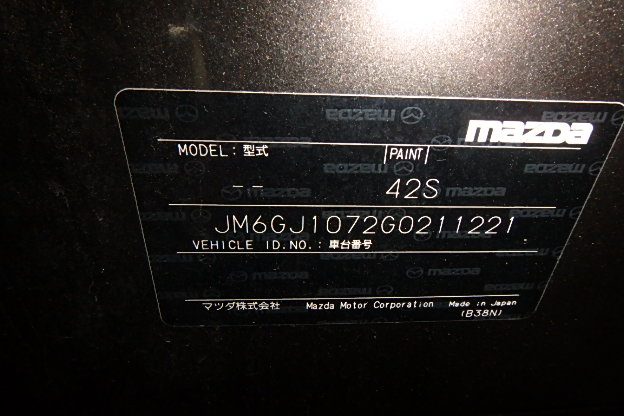 mazda
MODEL : 型式 PAINT
-- 42S
JM6GJ1072G0211221
VEHICLE ID.NO. : 車台番号
マツダ株式会社 Mazda Motor Corporation Made in Japan
(B38N)